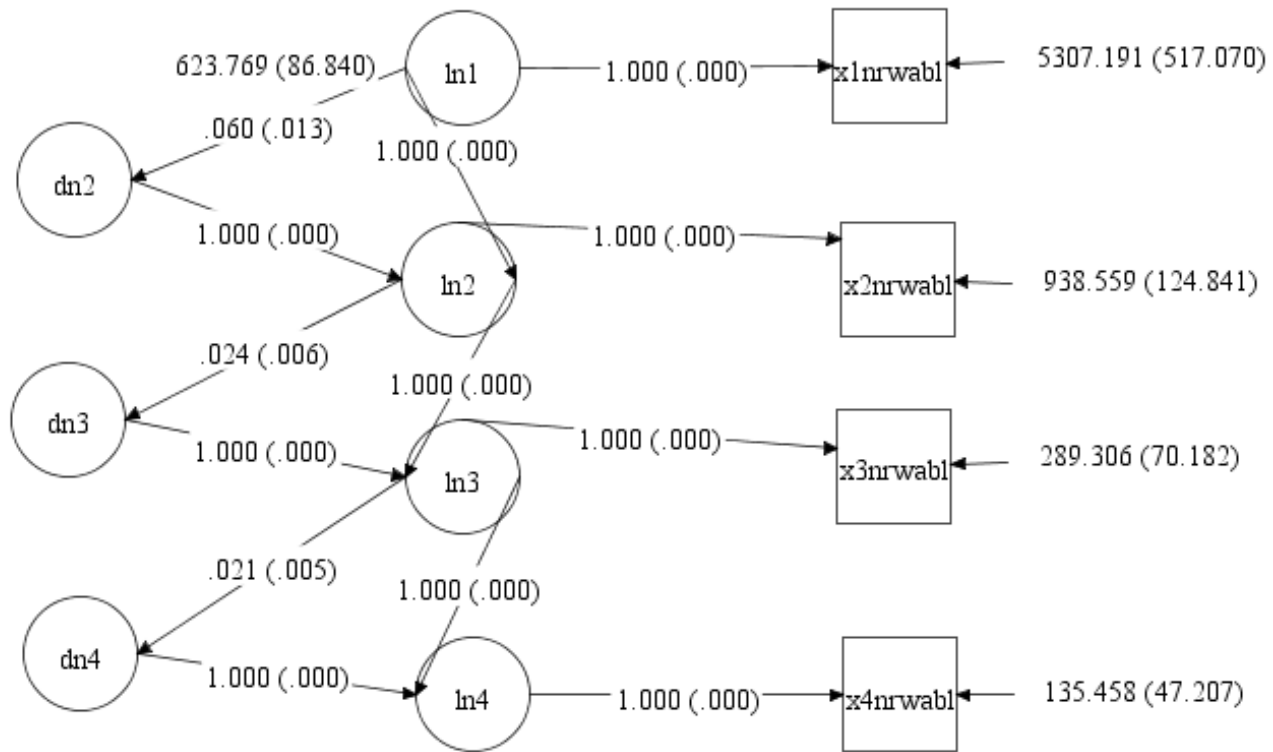 623.769 (86.840)
ln1
1.000 (.000)
x1nrwabl
5307.191 (517.070)
.060 (.013)
1.000 (.000)
dn2
1.000 (.000)
1.000 (.000)
ln2
x2nrwabl
938.559 (124.841)
.024 (.006)
1.000 (.000)
dn3
1.000 (.000)
1.000 (.000)
ln3
x3nrwabl
289.306 (70.182)
.021 (.005)
1.000 (.000)
dn4
1.000 (.000)
ln4
1.000 (.000)
x4nrwabl
135.458 (47.207)